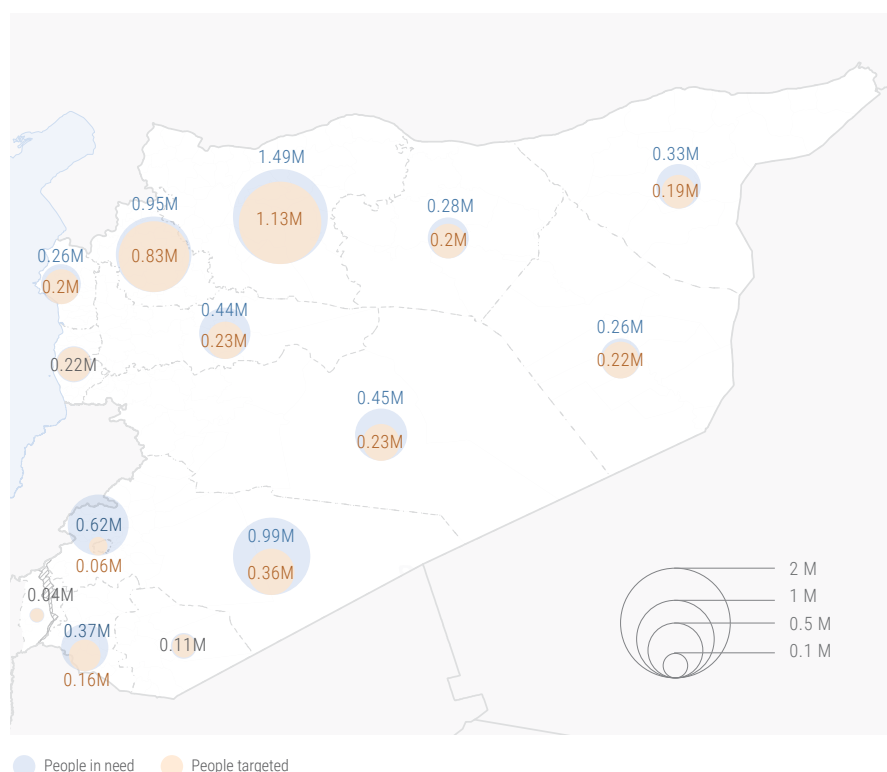 0.33M
1.49M
0.19M
0.95M
0.28M
1.13M
0.2M
0.26M
0.83M
0.2M
0.44M
0.26M
0.23M
0.22M
0.22M
0.45M
0.23M
0.62M
0.99M
0.06M
0.36M
2 M
0.04M
1 M
0.37M
0.5 M
0.11M
0.1 M
0.16M
People in need People targeted